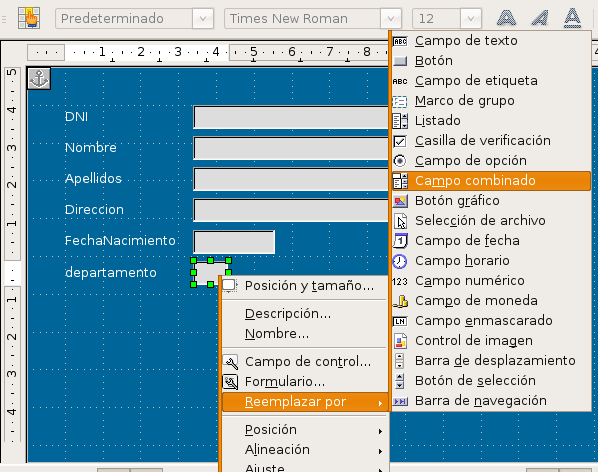 Predeterminado
Times New Roman
12
A A A
1 2 3 4 5 6 7 8
5 4 3 2 1 1 2 3
DNI
Nombre
Apellidos
Direccion
FechaNacimiento
departamento
Posición y tamaño...
Descripción...
Nombre...
Campo de control...
Formulario...
Reemplazar por
Posición
Alineación
Ajuste
Campo de texto
Botón
Campo de etiqueta
Marco de grupo
Listado
Casilla de verificación
Campo de opción
Campo combinado
Botón gráfico
Selección de archivo
Campo de fecha
Campo horario
Campo numérico
Campo de moneda
Campo enmascarado
Control de imagen
Barra de desplazamiento
Botón de selección
Barra de navegación